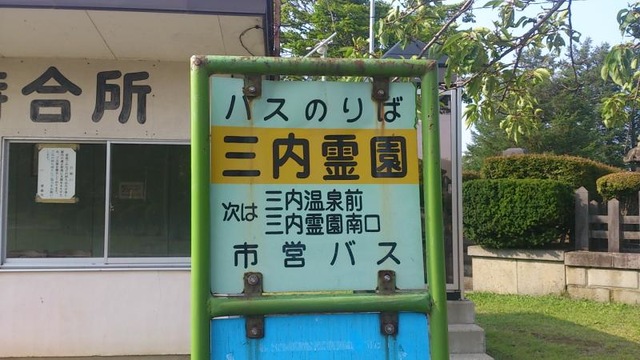 待合所
バスのりば
三内霊園
次は 三内温泉前
三内霊園南口
市営バス